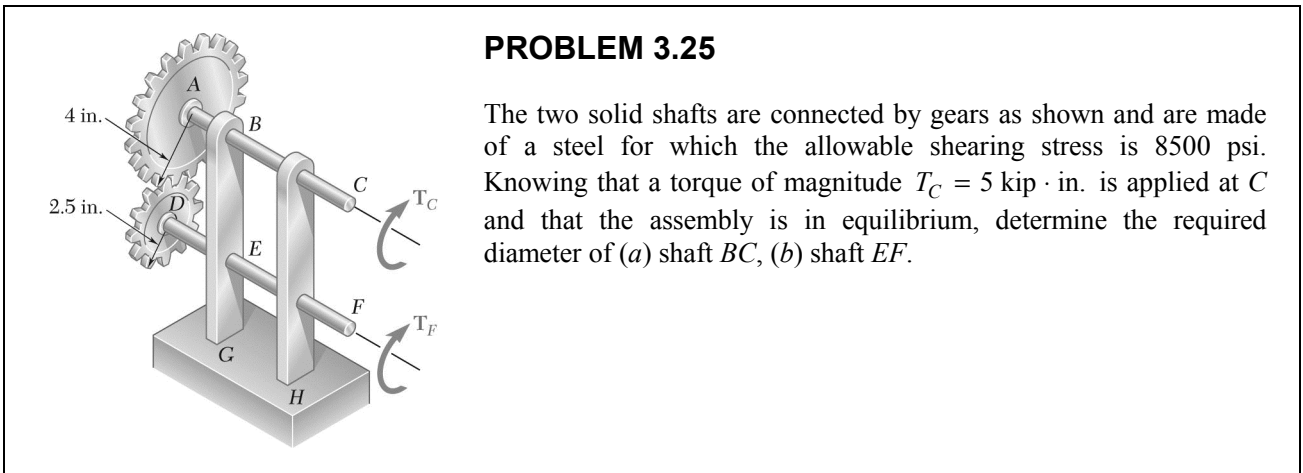 PROBLEM 3.25
The two solid shafts are connected by gears as shown and are made
of a steel for which the allowable shearing stress is 8500 psi.
Knowing that a torque of magnitude T_C = 5 kip · in. is applied at C
and that the assembly is in equilibrium, determine the required
diameter of (a) shaft BC, (b) shaft EF.
A
4 in.
B
C
T_C
2.5 in.
D
E
F
T_F
G
H